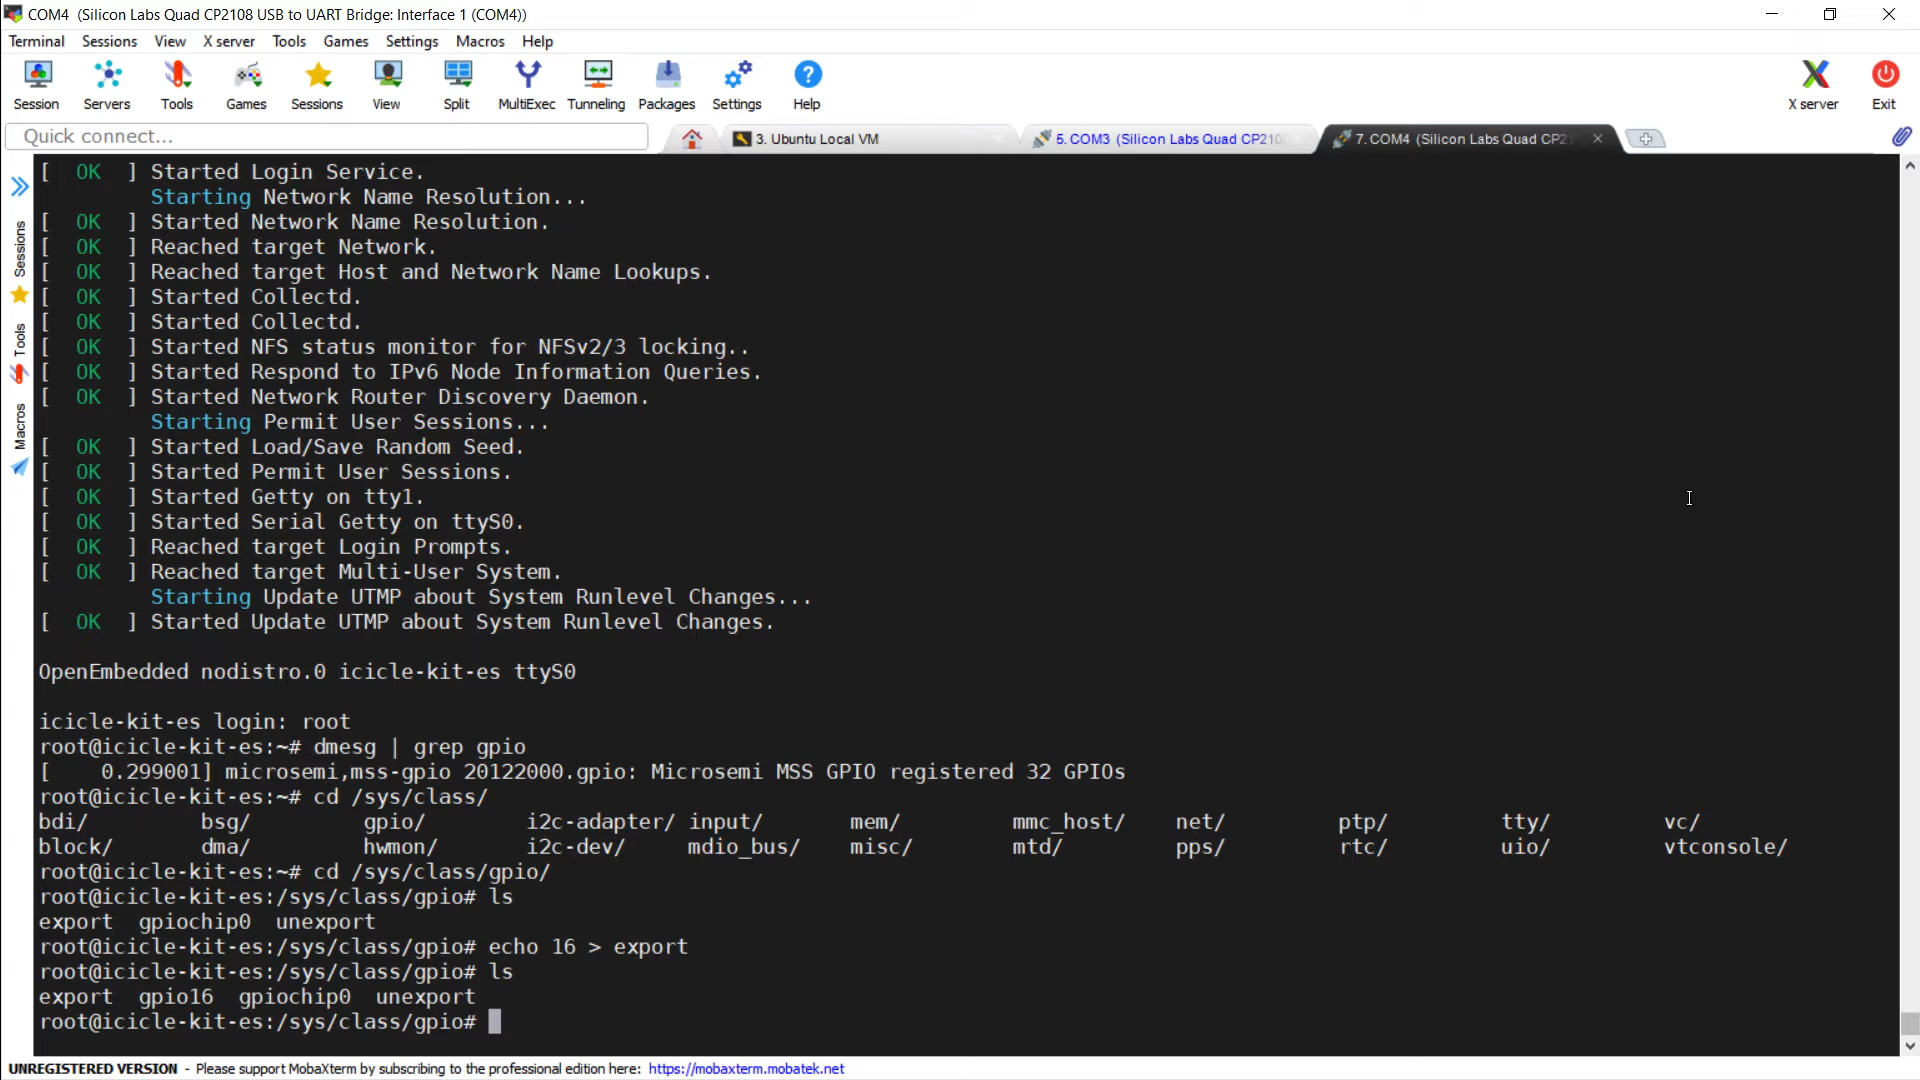 COM4 (Silicon Labs Quad CP2108 USB to UART Bridge: Interface 1 (COM4))
Terminal Sessions View X server Tools Games Settings Macros Help
Session Servers Tools Games Sessions View Split MultiExec Tunneling Packages Settings Help X server Exit
Quick connect... 3. Ubuntu Local VM 5. COM3 (Silicon Labs Quad CP210 7. COM4 (Silicon Labs Quad CP2
Sessions
Tools
Macros
[ OK ] Started Login Service.
Starting Network Name Resolution...
[ OK ] Started Network Name Resolution.
[ OK ] Reached target Network.
[ OK ] Reached target Host and Network Name Lookups.
[ OK ] Started Collectd.
[ OK ] Started Collectd.
[ OK ] Started NFS status monitor for NFSv2/3 locking..
[ OK ] Started Respond to IPv6 Node Information Queries.
[ OK ] Started Network Router Discovery Daemon.
Starting Permit User Sessions...
[ OK ] Started Load/Save Random Seed.
[ OK ] Started Permit User Sessions.
[ OK ] Started Getty on tty1.
[ OK ] Started Serial Getty on ttyS0.
[ OK ] Reached target Login Prompts.
[ OK ] Reached target Multi-User System.
Starting Update UTMP about System Runlevel Changes...
[ OK ] Started Update UTMP about System Runlevel Changes.
OpenEmbedded nodistro.0 icicle-kit-es ttyS0
icicle-kit-es login: root
root@icicle-kit-es:~# dmesg | grep gpio
[ 0.299001] microsemi,mss-gpio 20122000.gpio: Microsemi MSS GPIO registered 32 GPIOs
root@icicle-kit-es:~# cd /sys/class/
bdi/ bsg/ gpio/ i2c-adapter/ input/ mem/ mmc_host/ net/ ptp/ tty/ vc/
block/ dma/ hwmon/ i2c-dev/ mdio_bus/ misc/ mtd/ pps/ rtc/ uio/ vtconsole/
root@icicle-kit-es:~# cd /sys/class/gpio/
root@icicle-kit-es:/sys/class/gpio# ls
export gpiochip0 unexport
root@icicle-kit-es:/sys/class/gpio# echo 16 > export
root@icicle-kit-es:/sys/class/gpio# ls
export gpio16 gpiochip0 unexport
root@icicle-kit-es:/sys/class/gpio#
UNREGISTERED VERSION - Please support MobaXterm by subscribing to the professional edition here: https://mobaxterm.mobatek.net